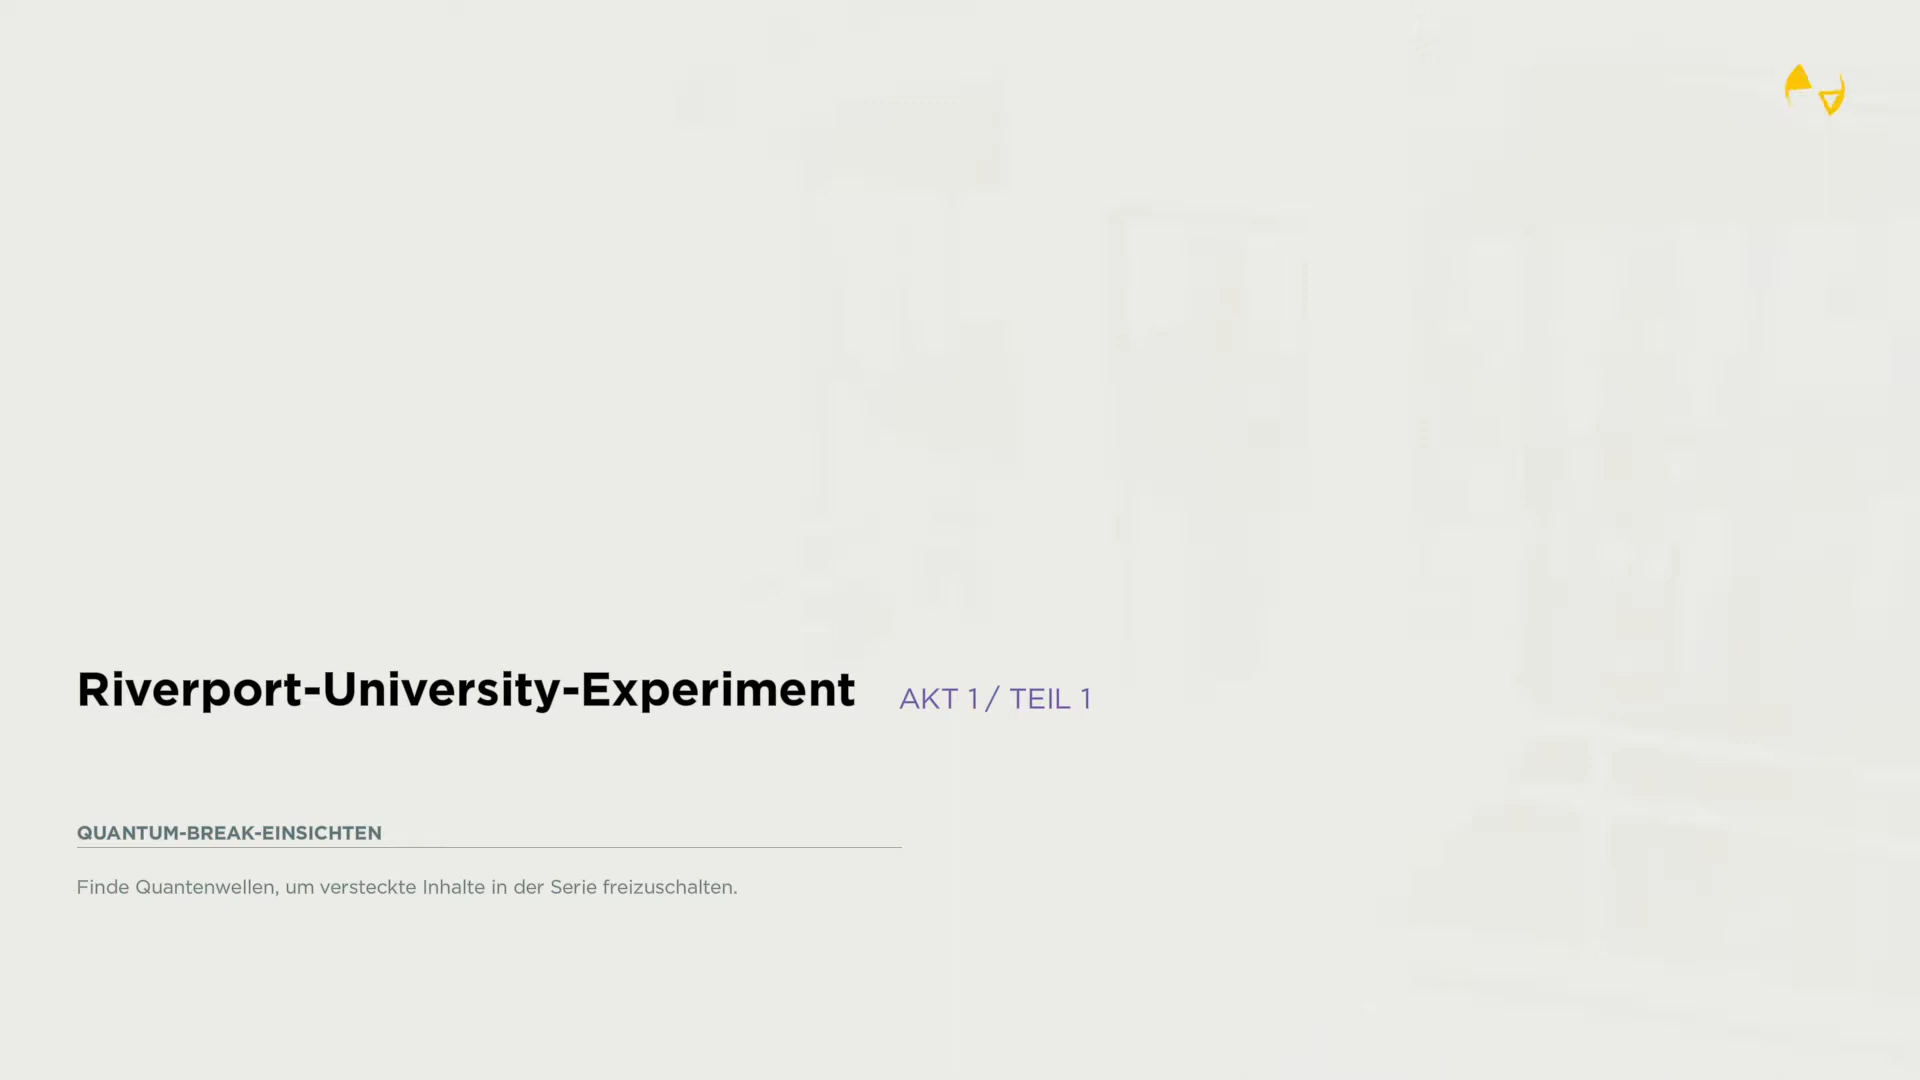 Riverport-University-Experiment AKT 1 / TEIL 1
QUANTUM-BREAK-EINSICHTEN
Finde Quantenwellen, um versteckte Inhalte in der Serie freizuschalten.